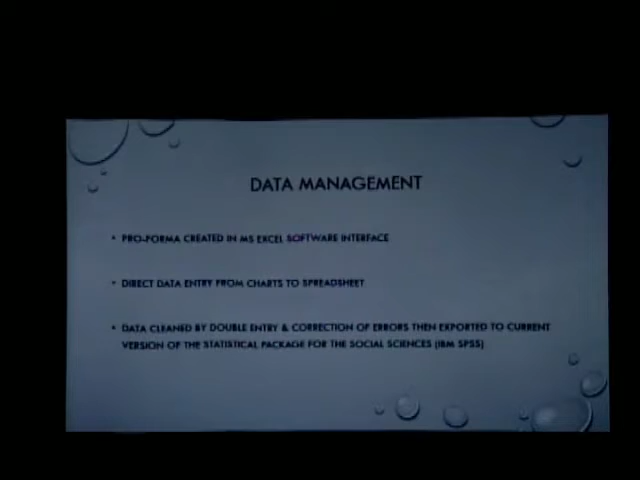 DATA MANAGEMENT
• PRO-FORMA CREATED IN MS EXCEL SOFTWARE INTERFACE
• DIRECT DATA ENTRY FROM CHARTS TO SPREADSHEET
• DATA CLEANED BY DOUBLE ENTRY & CORRECTION OF ERRORS THEN EXPORTED TO CURRENT
VERSION OF THE STATISTICAL PACKAGE FOR THE SOCIAL SCIENCES (IBM SPSS)